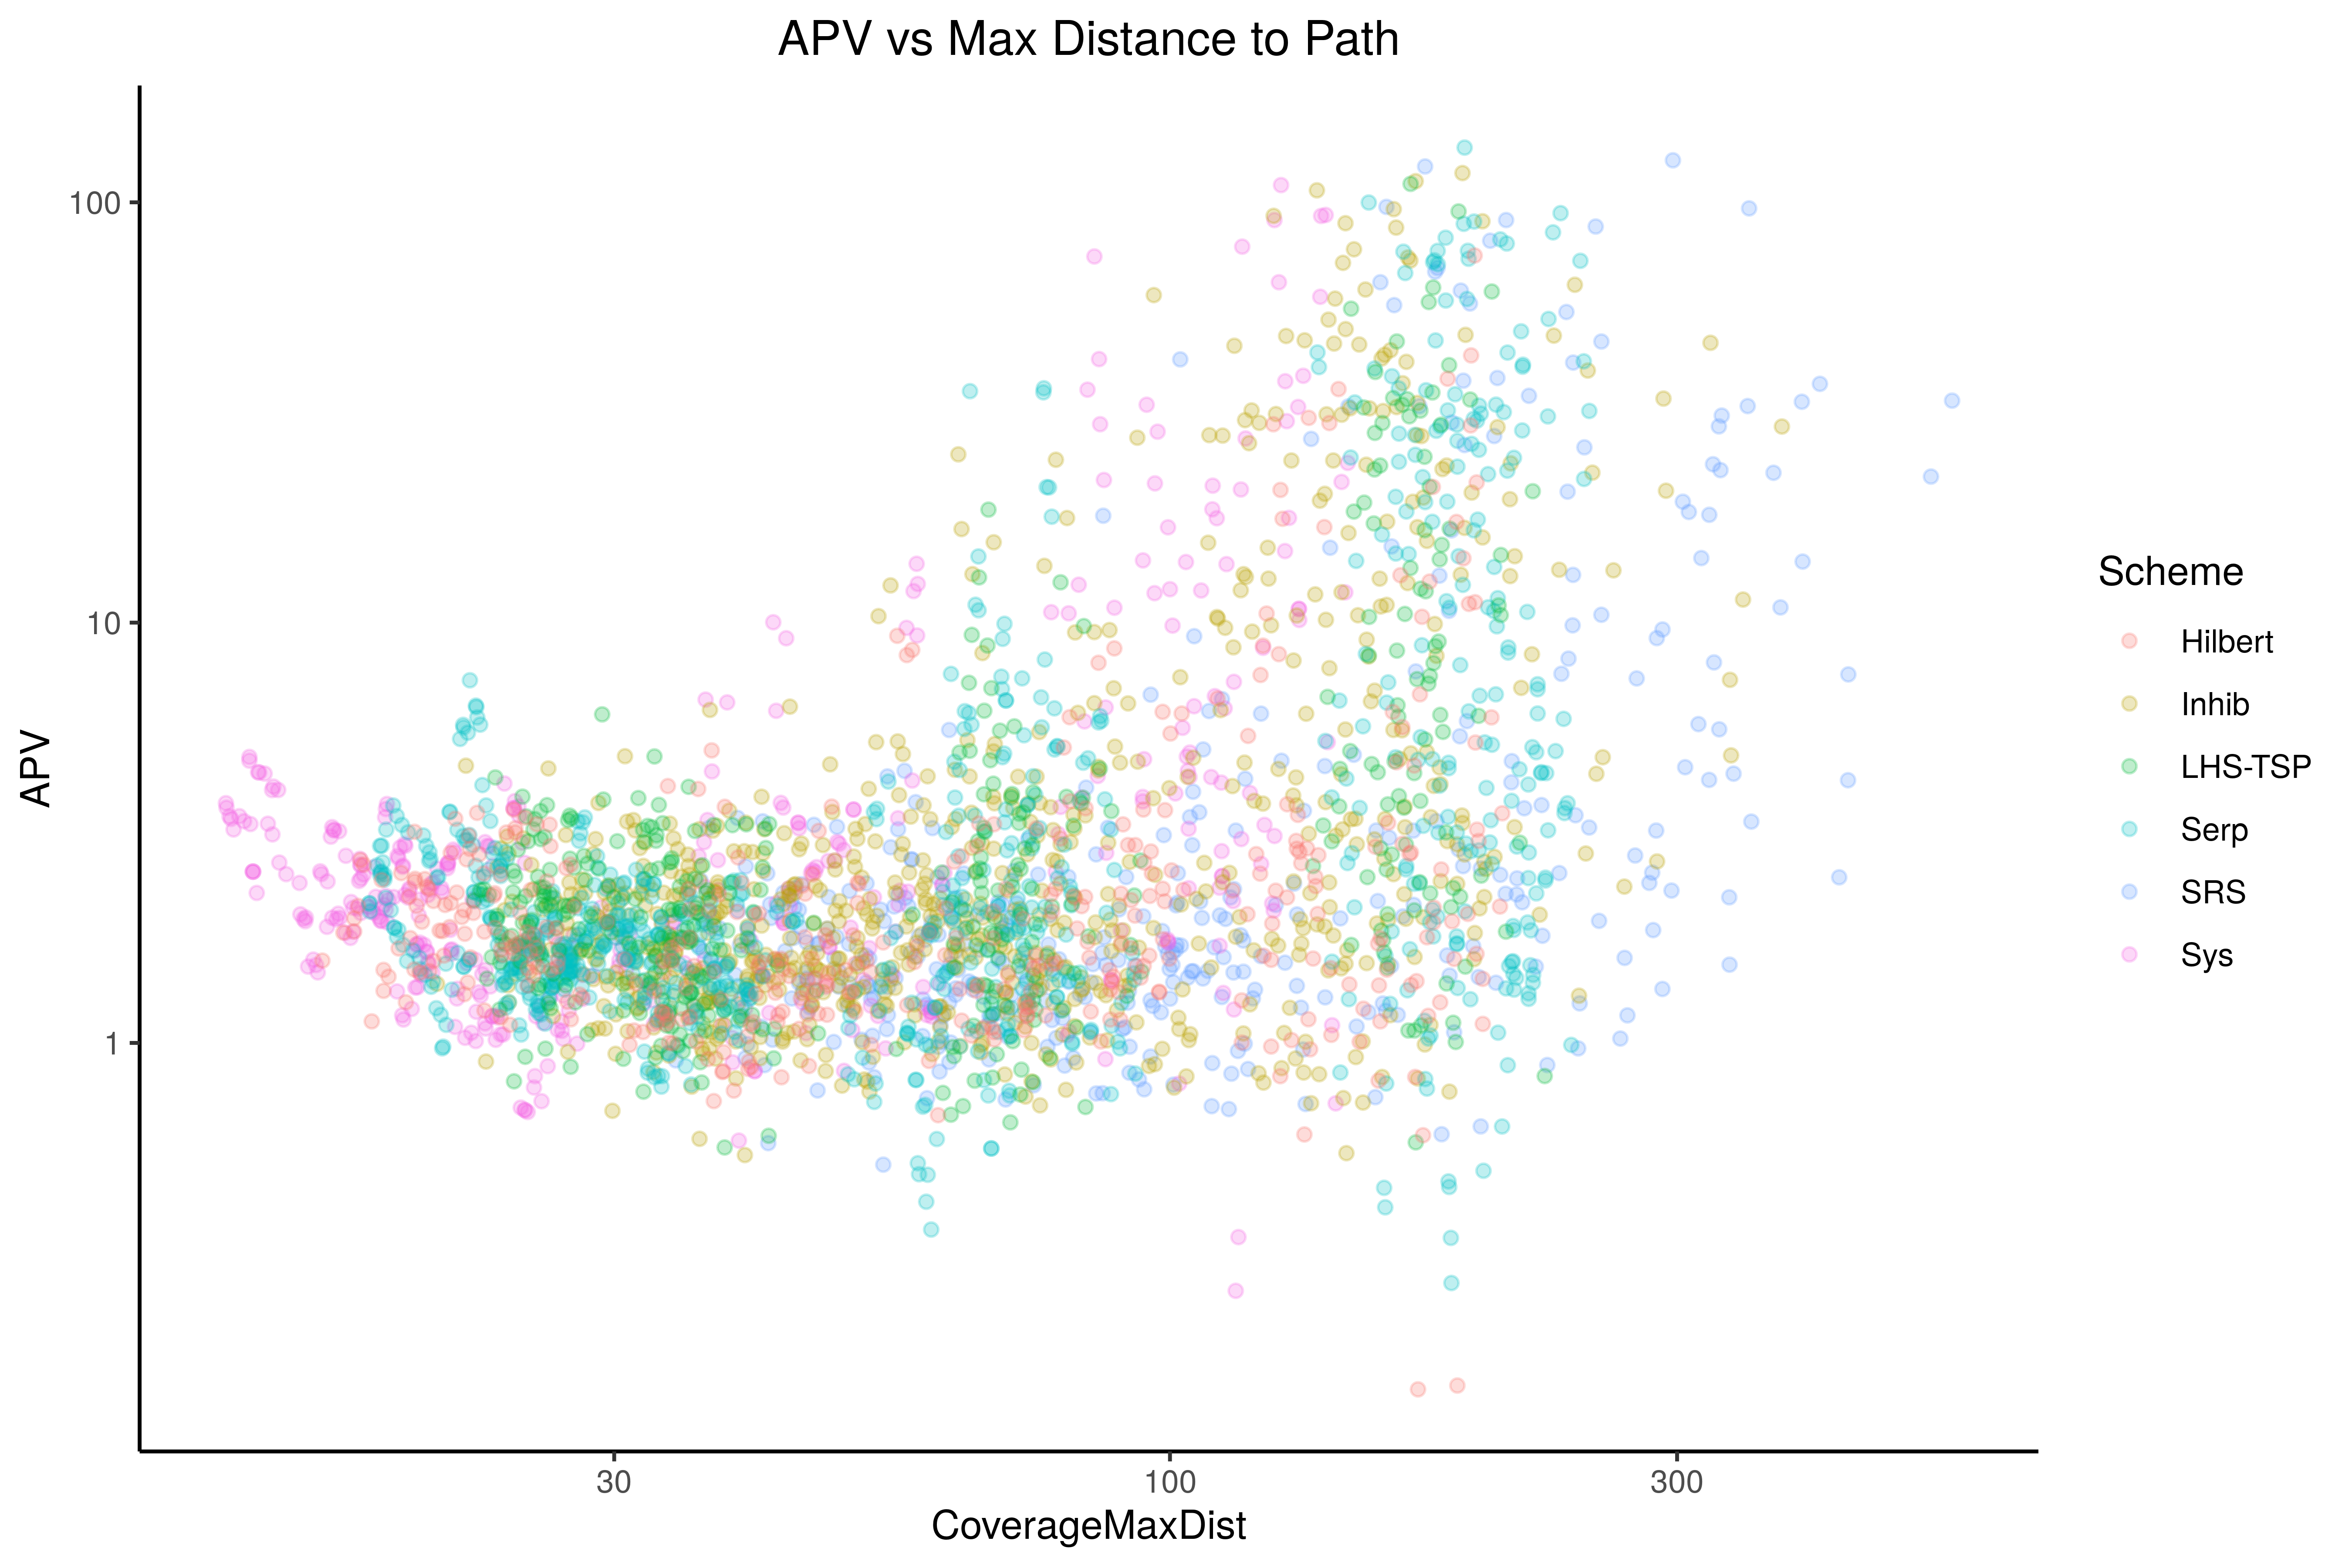 APV vs Max Distance to Path
APV
100
10
1
30
100
300
CoverageMaxDist
Scheme
Hilbert
Inhib
LHS-TSP
Serp
SRS
Sys